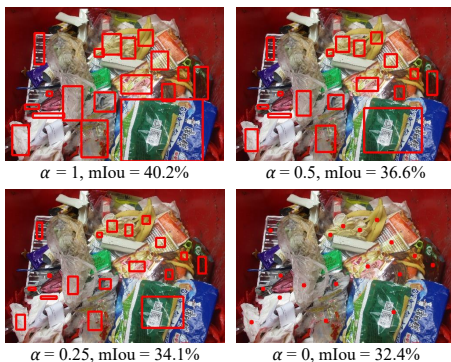 α = 1, mIou = 40.2%
α = 0.5, mIou = 36.6%
α = 0.25, mIou = 34.1%
α = 0, mIou = 32.4%